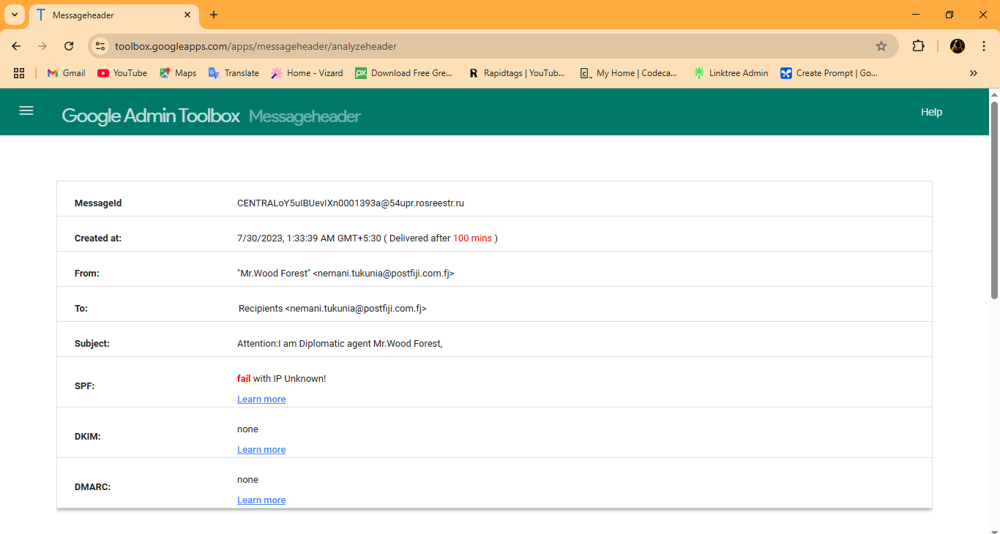 Messageheader
toolbox.googleapps.com/apps/messageheader/analyzeheader
Gmail YouTube Maps Translate Home - Vizard Download Free Gre... Rapidtags | YouTub... My Home | Codeca... Linktree Admin Create Prompt | Go...
Google Admin Toolbox Messageheader Help
MessageId CENTRALoY5uIBUevIXn0001393a@54upr.rosreestr.ru
Created at: 7/30/2023, 1:33:39 AM GMT+5:30 ( Delivered after 100 mins )
From: "Mr.Wood Forest" <nemani.tukunia@postfiji.com.fj>
To: Recipients <nemani.tukunia@postfiji.com.fj>
Subject: Attention:I am Diplomatic agent Mr.Wood Forest,
SPF: fail with IP Unknown!
Learn more
DKIM: none
Learn more
DMARC: none
Learn more